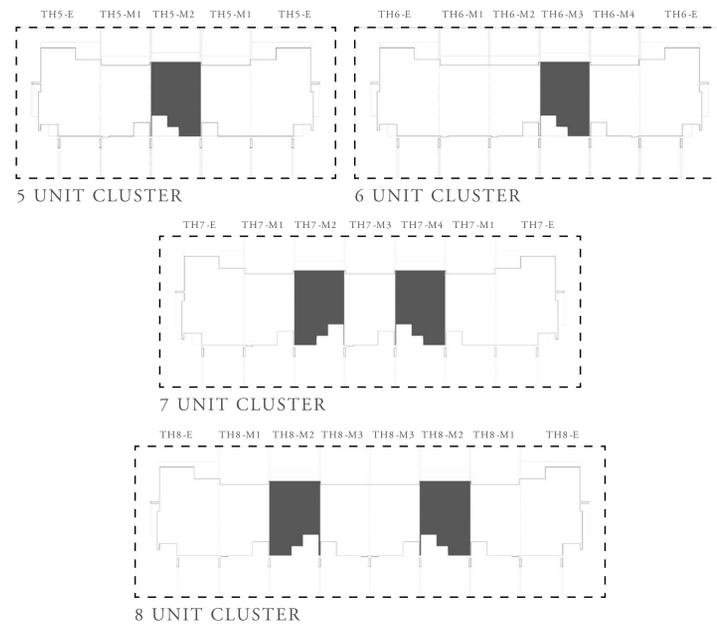 TH5-E TH5-M1 TH5-M2 TH5-M1 TH5-E
5 UNIT CLUSTER
TH6-E TH6-M1 TH6-M2 TH6-M3 TH6-M4 TH6-E
6 UNIT CLUSTER
TH7-E TH7-M1 TH7-M2 TH7-M3 TH7-M4 TH7-M1 TH7-E
7 UNIT CLUSTER
TH8-E TH8-M1 TH8-M2 TH8-M3 TH8-M3 TH8-M2 TH8-M1 TH8-E
8 UNIT CLUSTER